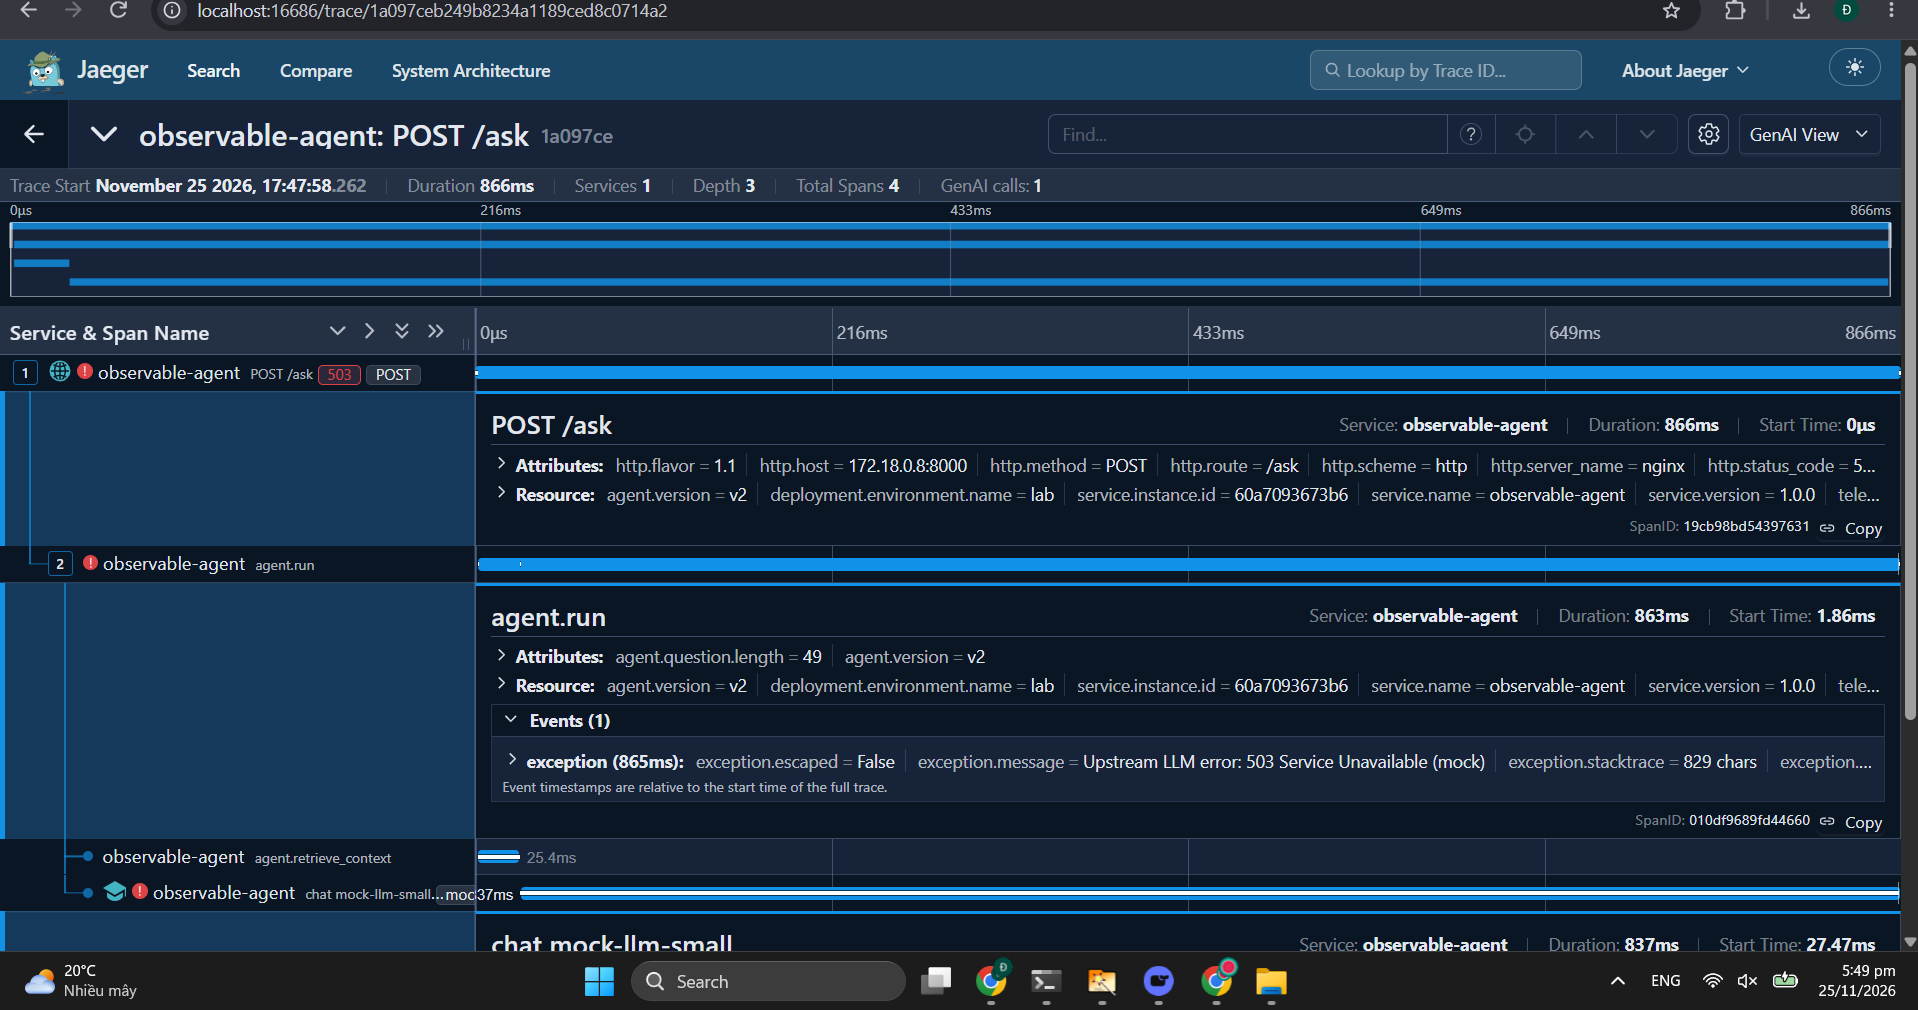 localhost:16686/trace/1a097ceb249b8234a1189ced8c0714a2
Đ
Jaeger Search Compare System Architecture Lookup by Trace ID... About Jaeger
observable-agent: POST /ask 1a097ce Find... ? GenAI View
Trace Start November 25 2026, 17:47:58.262 Duration 866ms Services 1 Depth 3 Total Spans 4 GenAI calls: 1
0µs 216ms 433ms 649ms 866ms
Service & Span Name 0µs 216ms 433ms 649ms 866ms
1 observable-agent POST /ask 503 POST
POST /ask Service: observable-agent Duration: 866ms Start Time: 0µs
Attributes: http.flavor = 1.1 http.host = 172.18.0.8:8000 http.method = POST http.route = /ask http.scheme = http http.server_name = nginx http.status_code = 5...
Resource: agent.version = v2 deployment.environment.name = lab service.instance.id = 60a7093673b6 service.name = observable-agent service.version = 1.0.0 tele...
SpanID: 19cb98bd54397631 Copy
2 observable-agent agent.run
agent.run Service: observable-agent Duration: 863ms Start Time: 1.86ms
Attributes: agent.question.length = 49 agent.version = v2
Resource: agent.version = v2 deployment.environment.name = lab service.instance.id = 60a7093673b6 service.name = observable-agent service.version = 1.0.0 tele...
Events (1)
exception (865ms): exception.escaped = False exception.message = Upstream LLM error: 503 Service Unavailable (mock) exception.stacktrace = 829 chars exception....
Event timestamps are relative to the start time of the full trace.
SpanID: 010df9689fd44660 Copy
observable-agent agent.retrieve_context 25.4ms
observable-agent chat mock-llm-small... moc 37ms
chat mock-llm-small Service: observable-agent Duration: 837ms Start Time: 27.47ms
20°C
Nhiều mây
Search
Đ
ENG
5:49 pm
25/11/2026